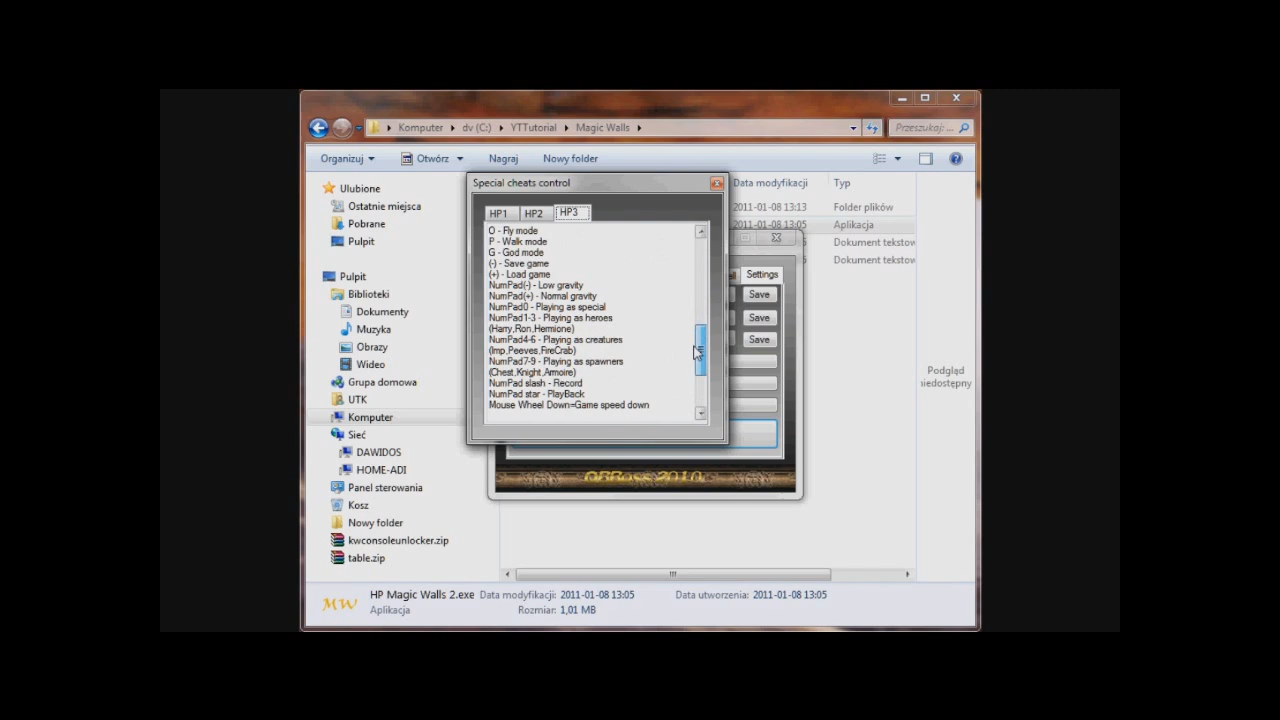 Komputer
dv (C:)
YTTutorial
Magic Walls
Przeszukaj: ...
Organizuj
Otwórz
Nagraj
Nowy folder
Ulubione
Ostatnie miejsca
Pobrane
Pulpit
Pulpit
Biblioteki
Dokumenty
Muzyka
Obrazy
Wideo
Grupa domowa
UTK
Komputer
Sieć
DAWIDOS
HOME-ADI
Panel sterowania
Kosz
Nowy folder
kwconsoleunlocker.zip
table.zip
Special cheats control
HP1
HP2
HP3
O - Fly mode
P - Walk mode
G - God mode
(-) - Save game
(+) - Load game
NumPad(-) - Low gravity
NumPad(+) - Normal gravity
NumPad0 - Playing as special
NumPad1-3 - Playing as heroes
(Harry,Ron,Hermione)
NumPad4-6 - Playing as creatures
(Imp,Peeves,FireCrab)
NumPad7-9 - Playing as spawners
(Chest,Knight,Armoire)
NumPad slash - Record
NumPad star - PlayBack
Mouse Wheel Down=Game speed down
Data modyfikacji
Typ
2011-01-08 13:13
Folder plików
2011-01-08 13:05
Aplikacja
Dokument tekstow
Dokument tekstow
Settings
Save
Save
Save
2010
Podgląd
niedostępny
MW
HP Magic Walls 2.exe
Data modyfikacji: 2011-01-08 13:05
Data utworzenia: 2011-01-08 13:05
Aplikacja
Rozmiar: 1,01 MB